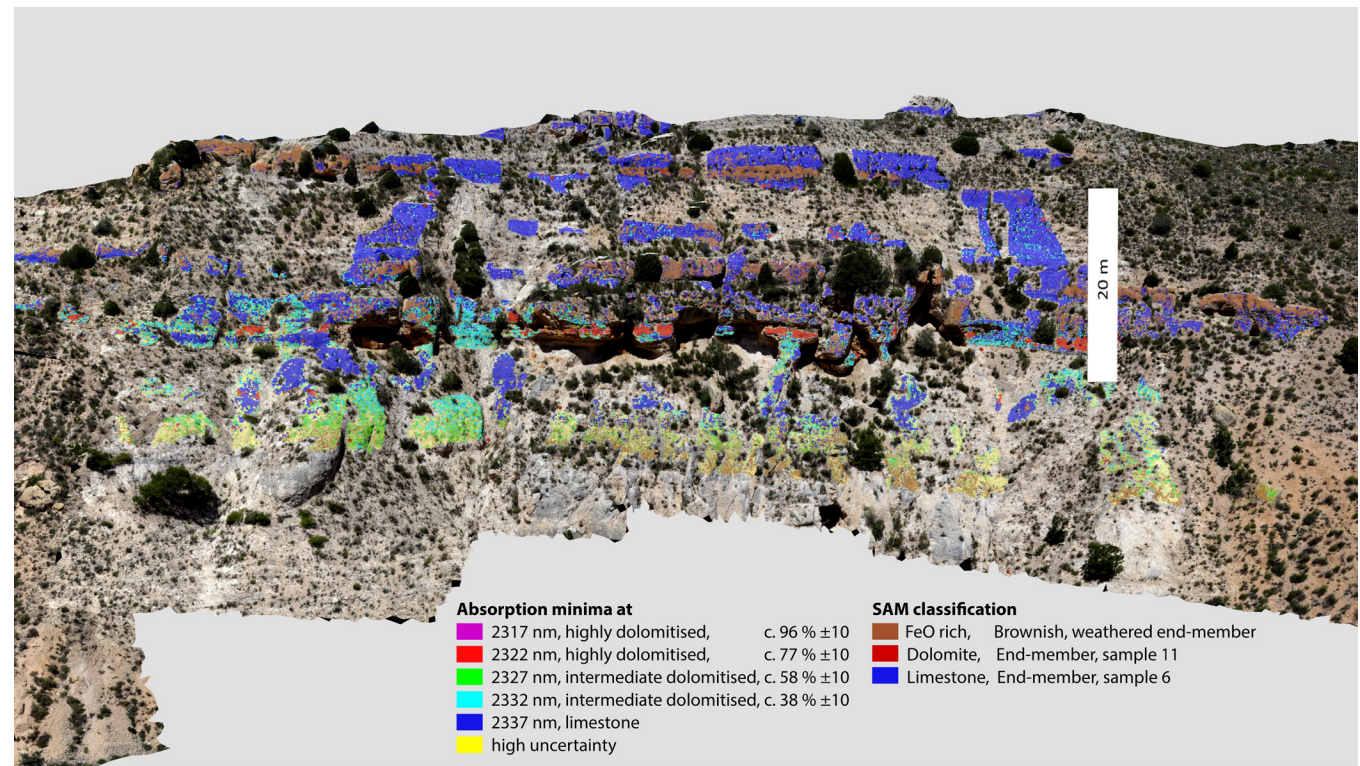 20 m
Absorption minima at
2317 nm, highly dolomitised, c. 96 % ±10
2322 nm, highly dolomitised, c. 77 % ±10
2327 nm, intermediate dolomitised, c. 58 % ±10
2332 nm, intermediate dolomitised, c. 38 % ±10
2337 nm, limestone
high uncertainty
SAM classification
FeO rich, Brownish, weathered end-member
Dolomite, End-member, sample 11
Limestone, End-member, sample 6